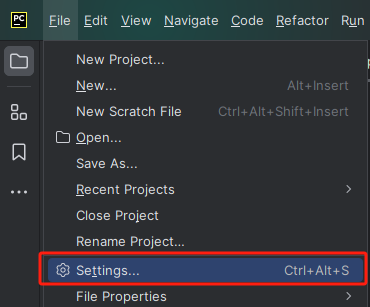 PC File Edit View Navigate Code Refactor Run
New Project...
New... Alt+Insert
New Scratch File Ctrl+Alt+Shift+Insert
Open...
Save As...
Recent Projects
Close Project
Rename Project...
Settings... Ctrl+Alt+S
File Properties